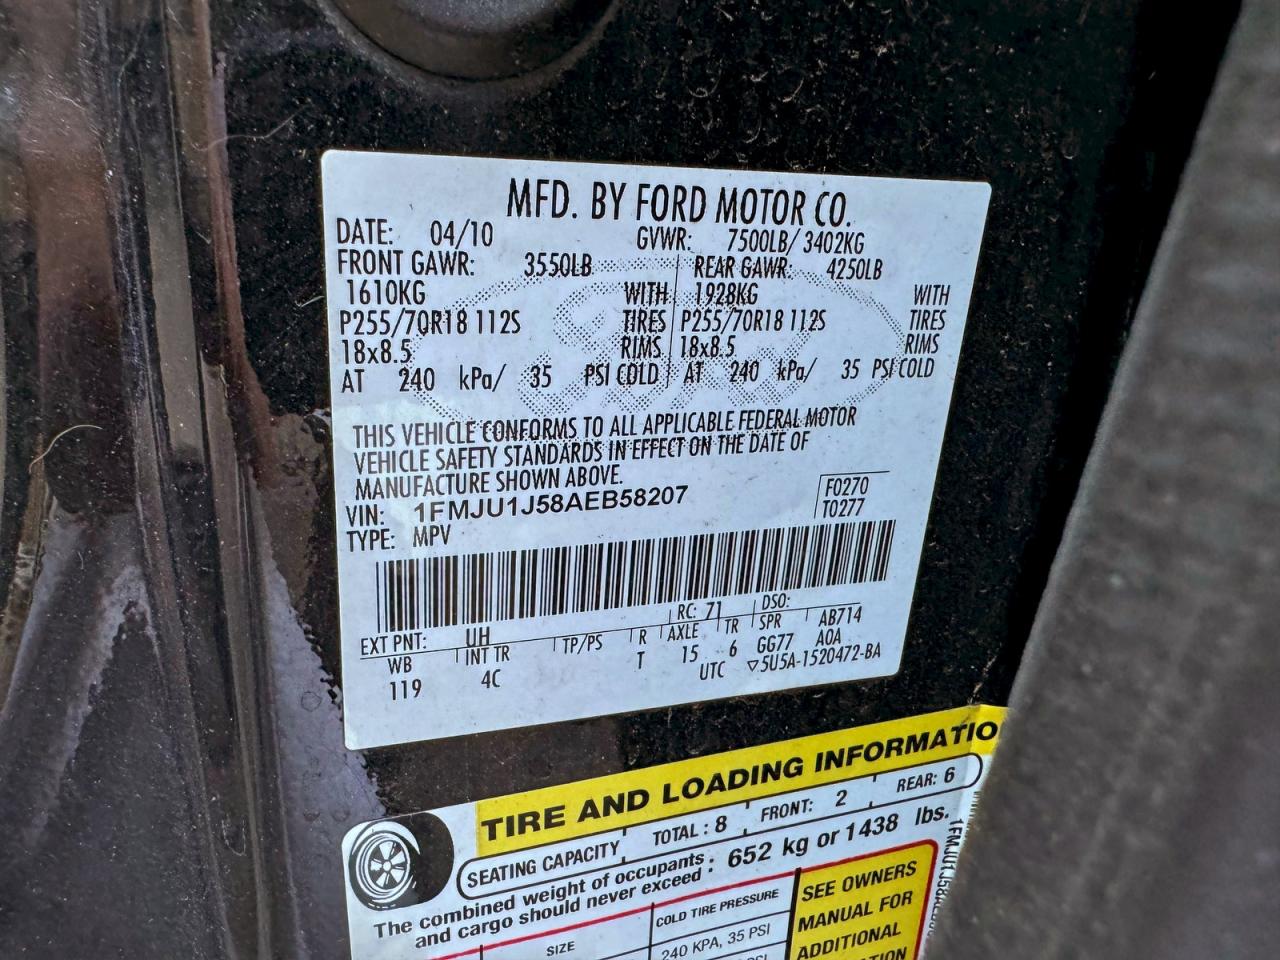 MFD. BY FORD MOTOR CO.
DATE: 04/10 GVWR: 7500LB/ 3402KG
FRONT GAWR: 3550LB REAR GAWR: 4250LB
1610KG WITH 1928KG WITH
P255/70R18 112S TIRES P255/70R18 112S TIRES
18x8.5 RIMS 18x8.5 RIMS
AT 240 kPa/ 35 PSI COLD AT 240 kPa/ 35 PSI COLD
THIS VEHICLE CONFORMS TO ALL APPLICABLE FEDERAL MOTOR
VEHICLE SAFETY STANDARDS IN EFFECT ON THE DATE OF
MANUFACTURE SHOWN ABOVE.
VIN: 1FMJU1J58AEB58207 F0270
TYPE: MPV T0277
EXT PNT: UH RC: 71 DSO:
WB INT TR TP/PS R AXLE TR SPR AB714
119 4C T 15 6 GG77 A0A
UTC ▽5U5A-1520472-BA
TIRE AND LOADING INFORMATIO
SEATING CAPACITY TOTAL: 8 FRONT: 2 REAR: 6
The combined weight of occupants
and cargo should never exceed : 652 kg or 1438 lbs.
SIZE COLD TIRE PRESSURE SEE OWNERS
240 KPA, 35 PSI MANUAL FOR
ADDITIONAL